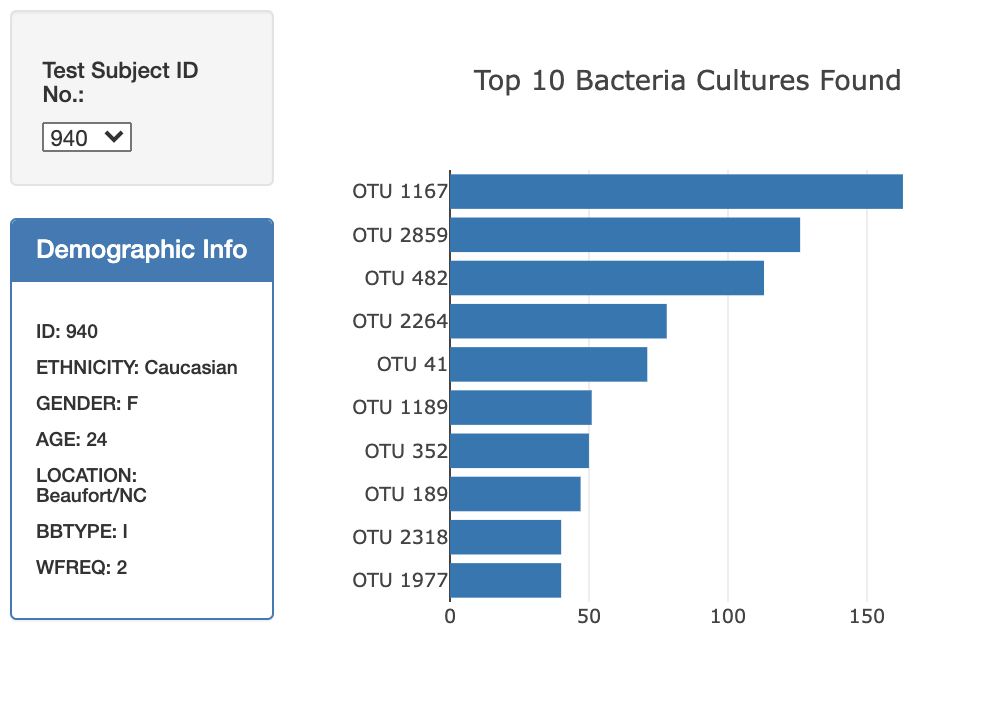 Test Subject ID
No.:
940
Demographic Info
ID: 940
ETHNICITY: Caucasian
GENDER: F
AGE: 24
LOCATION:
Beaufort/NC
BBTYPE: I
WFREQ: 2
Top 10 Bacteria Cultures Found
OTU 1167
OTU 2859
OTU 482
OTU 2264
OTU 41
OTU 1189
OTU 352
OTU 189
OTU 2318
OTU 1977
0 50 100 150